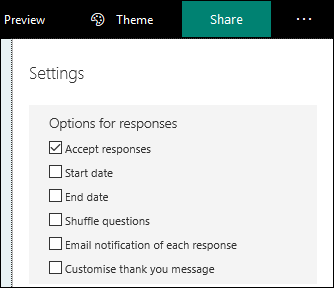 Preview Theme Share ...
Settings
Options for responses
Accept responses
Start date
End date
Shuffle questions
Email notification of each response
Customise thank you message